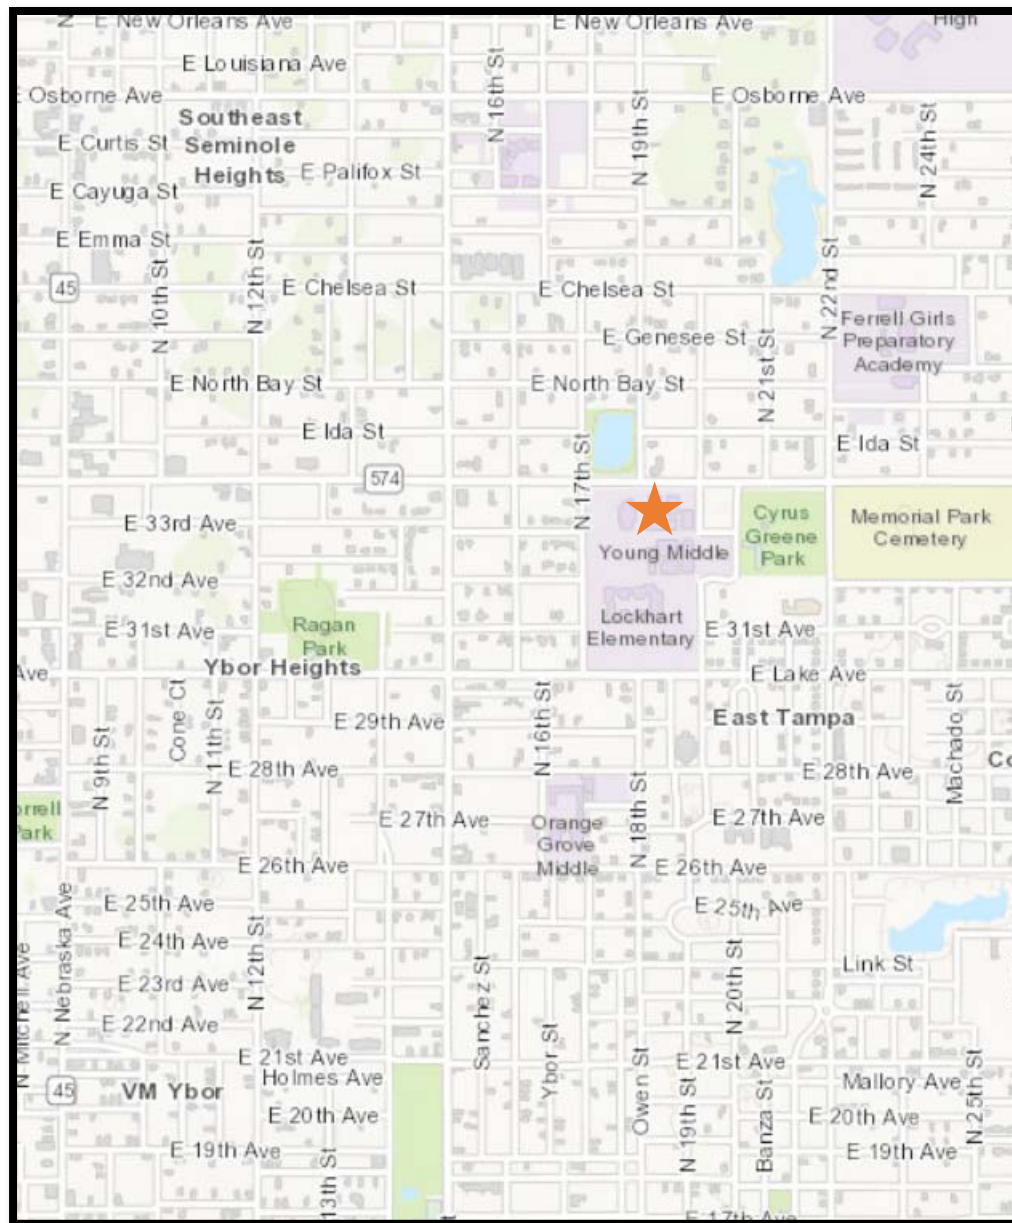 E New Orleans Ave
E New Orleans Ave
High
E Louisiana Ave
N 16th St
E Osborne Ave
E Osborne Ave
Southeast
Seminole
Heights
N 19th St
N 24th St
E Curtis St
E Palifox St
E Cayuga St
E Emma St
N 10th St
N 12th St
N 22nd St
45
E Chelsea St
E Chelsea St
Ferrell Girls
Preparatory
Academy
E Genesee St
N 21st St
E North Bay St
E North Bay St
E Ida St
E Ida St
N 17th St
574
E 33rd Ave
Cyrus
Greene
Park
Memorial Park
Cemetery
Young Middle
E 32nd Ave
Ragan
Park
Lockhart
Elementary
E 31st Ave
E 31st Ave
Ave
Ybor Heights
E Lake Ave
Cone Ct
N 11th St
N 16th St
Machado St
E 29th Ave
East Tampa
N 9th St
E 28th Ave
E 28th Ave
Co
orrell
Park
E 27th Ave
Orange
Grove
Middle
N 18th St
E 27th Ave
E 26th Ave
E 26th Ave
N Nebraska Ave
E 25th Ave
E 25th Ave
N Mitchell Ave
E 24th Ave
N 12th St
Sanchez St
N 20th St
Link St
E 23rd Ave
E 22nd Ave
Ybor St
Owen St
E 21st Ave
E 21st Ave
Holmes Ave
45
VM Ybor
N 19th St
Banza St
Mallory Ave
N 25th St
E 20th Ave
E 20th Ave
E 19th Ave
E 19th Ave
13th St
E 17th Ave